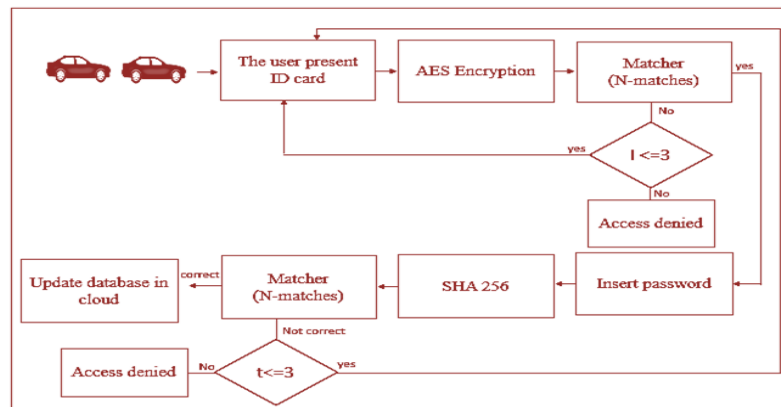 The user present
ID card
AES Encryption
Matcher
(N-matches)
yes
No
yes
I <=3
No
Access denied
Update database in
cloud
correct
Matcher
(N-matches)
SHA 256
Insert password
Not correct
Access denied
No
t<=3
yes